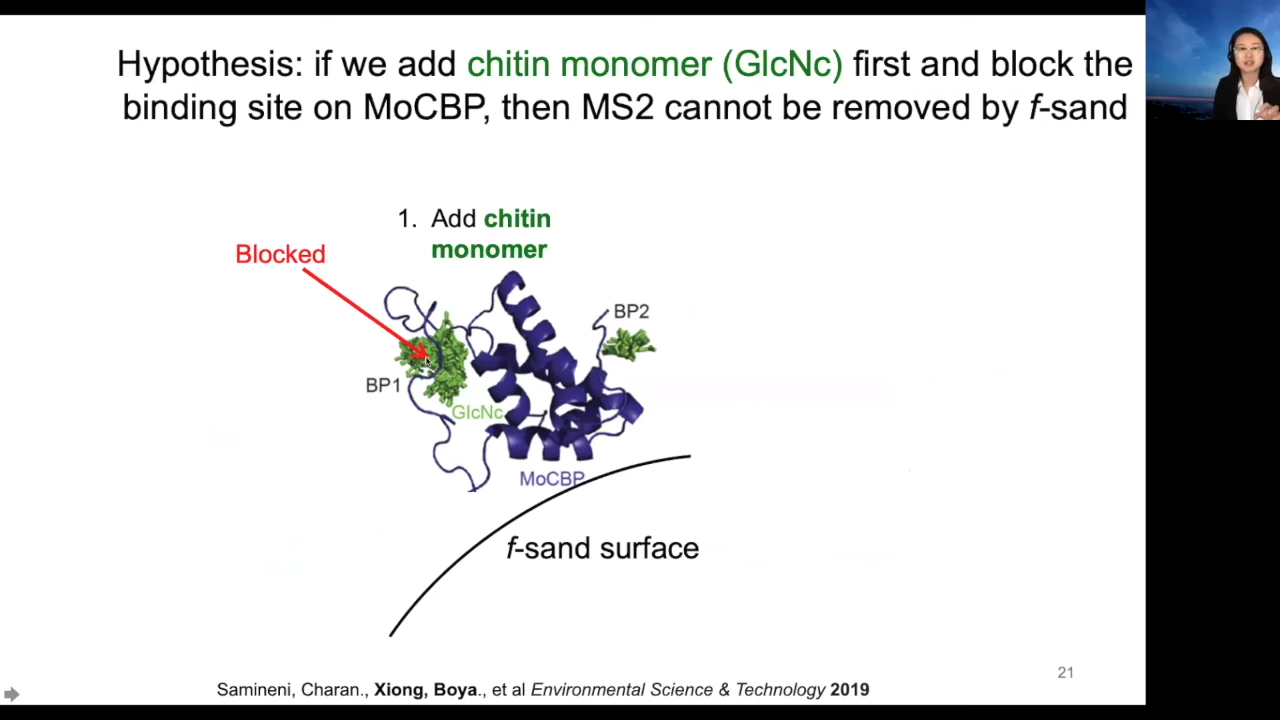 Hypothesis: if we add chitin monomer (GlcNc) first and block the
binding site on MoCBP, then MS2 cannot be removed by f-sand
1. Add chitin
monomer
Blocked
BP2
BP1
GlcNc
MoCBP
f-sand surface
21
Samineni, Charan., Xiong, Boya., et al Environmental Science & Technology 2019